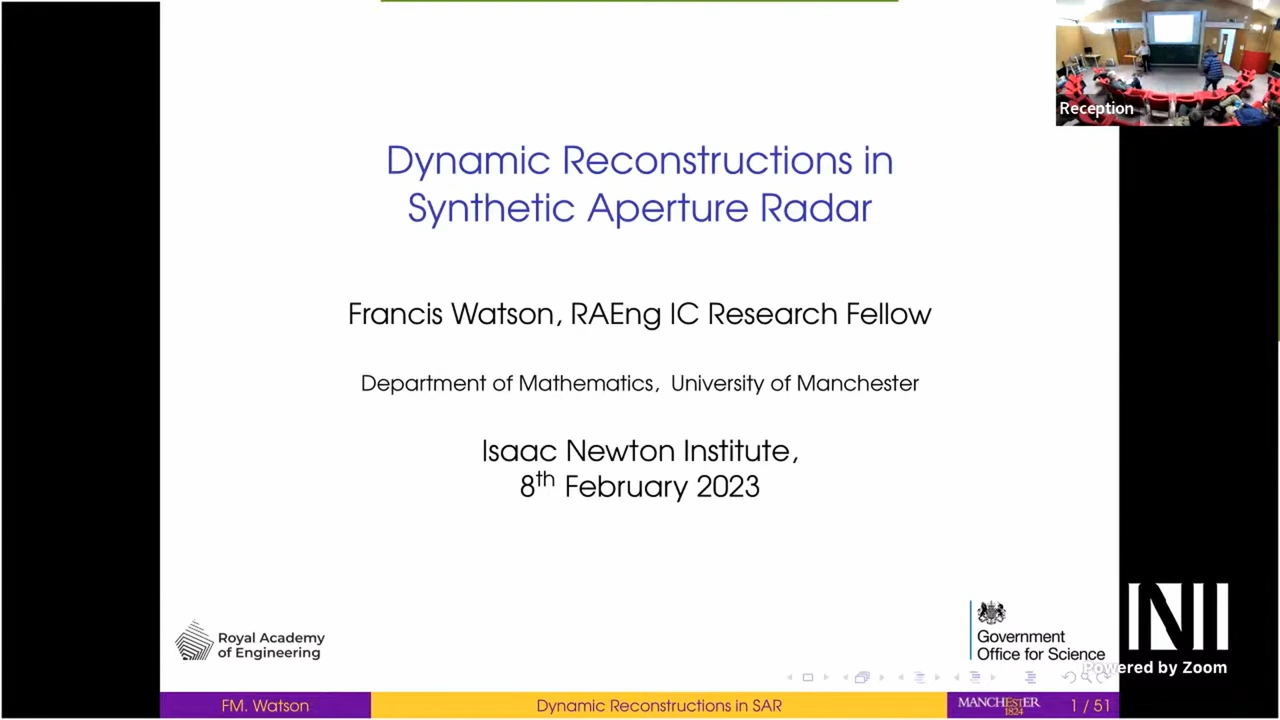 Reception
Dynamic Reconstructions in
Synthetic Aperture Radar
Francis Watson, RAEng IC Research Fellow
Department of Mathematics, University of Manchester
Isaac Newton Institute,
8th February 2023
Royal Academy
of Engineering
Government
Office for Science
NI
Powered by Zoom
FM. Watson
Dynamic Reconstructions in SAR
MANCHESTER
1824
1 / 51